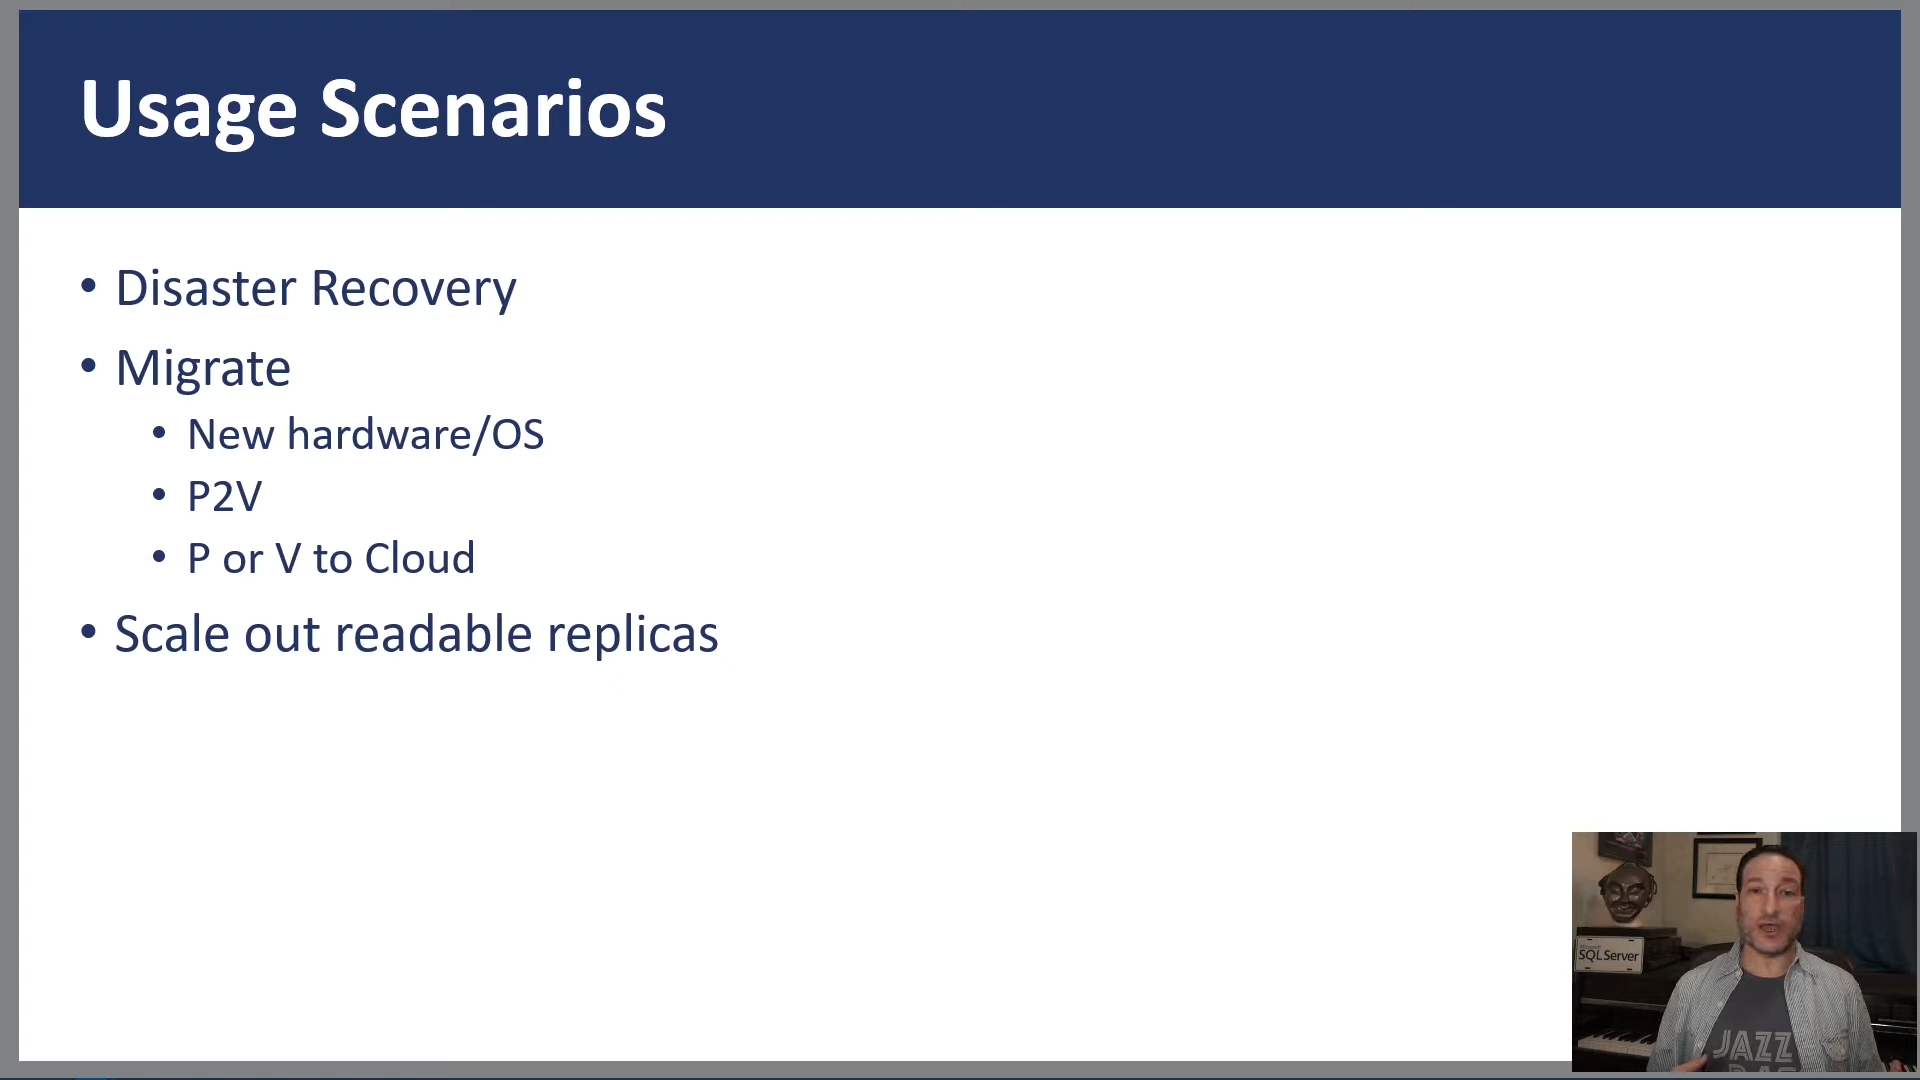 Usage Scenarios
• Disaster Recovery
• Migrate
• New hardware/OS
• P2V
• P or V to Cloud
• Scale out readable replicas
SQL Server
JAZZ